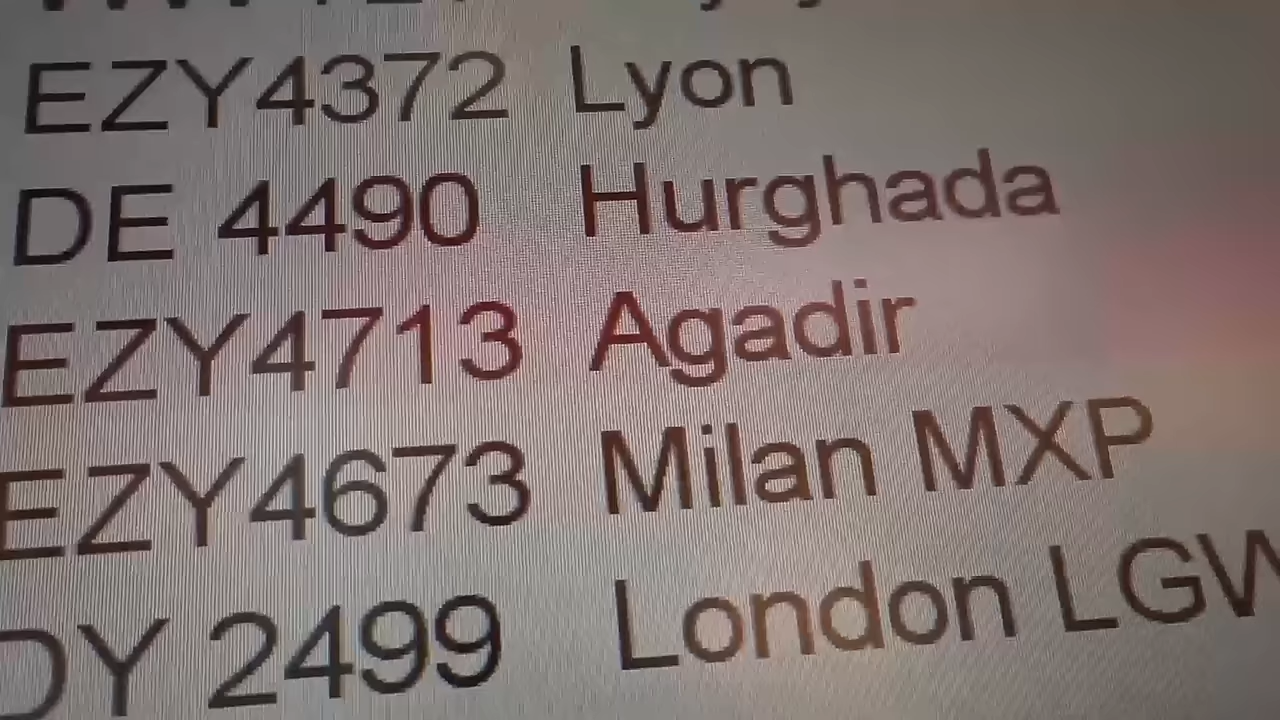 EZY4372 Lyon
DE 4490 Hurghada
EZY4713 Agadir
EZY4673 Milan MXP
DY 2499 London LGW